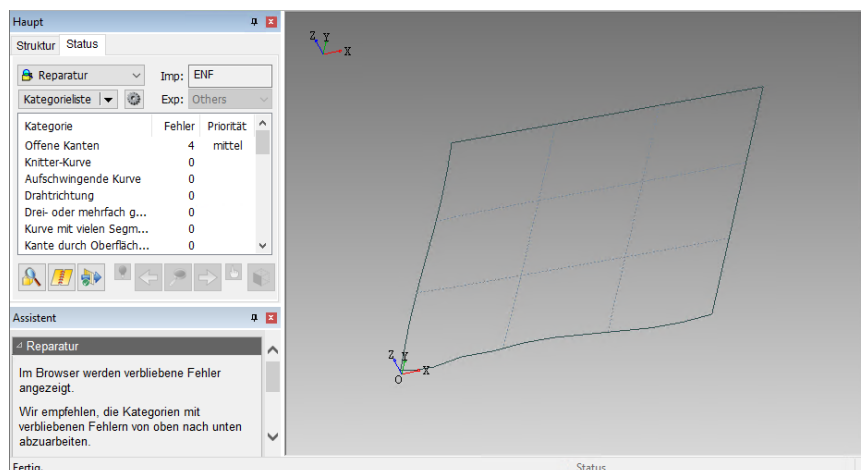 Haupt
Struktur Status
Reparatur Imp: ENF
Kategorieliste Exp: Others
Kategorie Fehler Priorität
Offene Kanten 4 mittel
Knitter-Kurve 0
Aufschwingende Kurve 0
Drahtrichtung 0
Drei- oder mehrfach g... 0
Kurve mit vielen Segm... 0
Kante durch Oberfläch... 0
Assistent
Reparatur
Im Browser werden verbliebene Fehler
angezeigt.
Wir empfehlen, die Kategorien mit
verbliebenen Fehlern von oben nach unten
abzuarbeiten.
Fertig.
Z Y
X
Z Y
X
O
Status